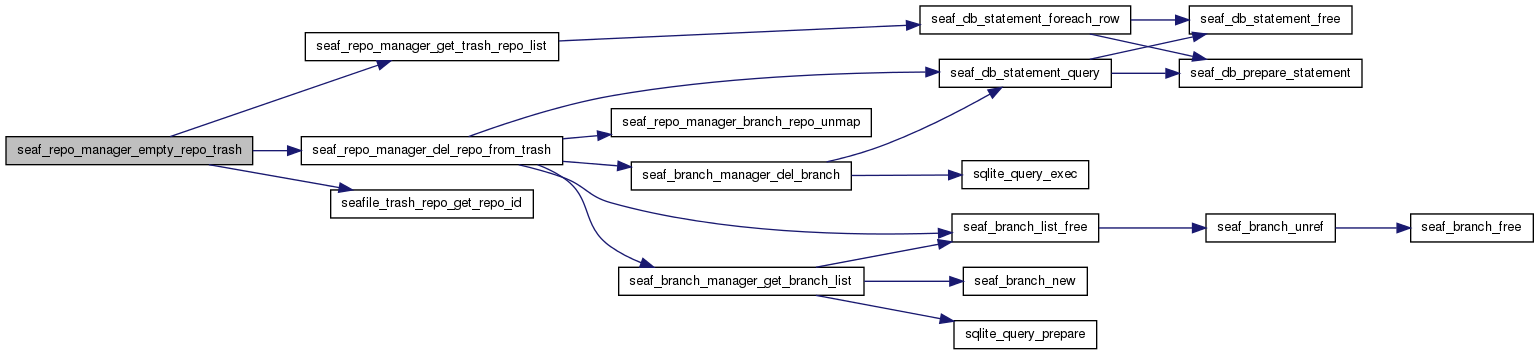 seaf_repo_manager_empty_repo_trash
seaf_repo_manager_get_trash_repo_list
seaf_repo_manager_del_repo_from_trash
seafile_trash_repo_get_repo_id
seaf_db_statement_foreach_row
seaf_db_statement_query
seaf_repo_manager_branch_repo_unmap
seaf_branch_manager_del_branch
sqlite_query_exec
seaf_branch_list_free
seaf_branch_manager_get_branch_list
seaf_branch_new
sqlite_query_prepare
seaf_db_statement_free
seaf_db_prepare_statement
seaf_branch_unref
seaf_branch_free